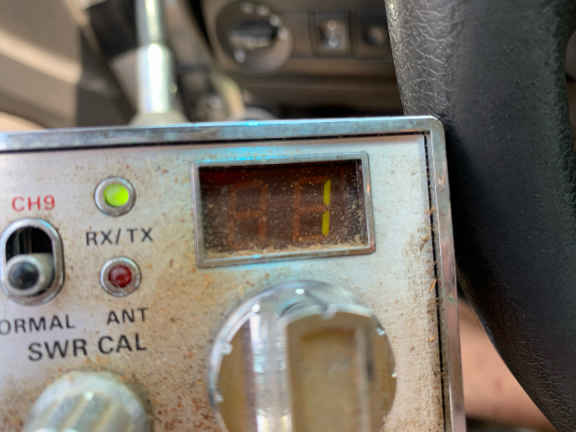 CH9
1
RX/TX
ORMAL ANT
SWR CAL